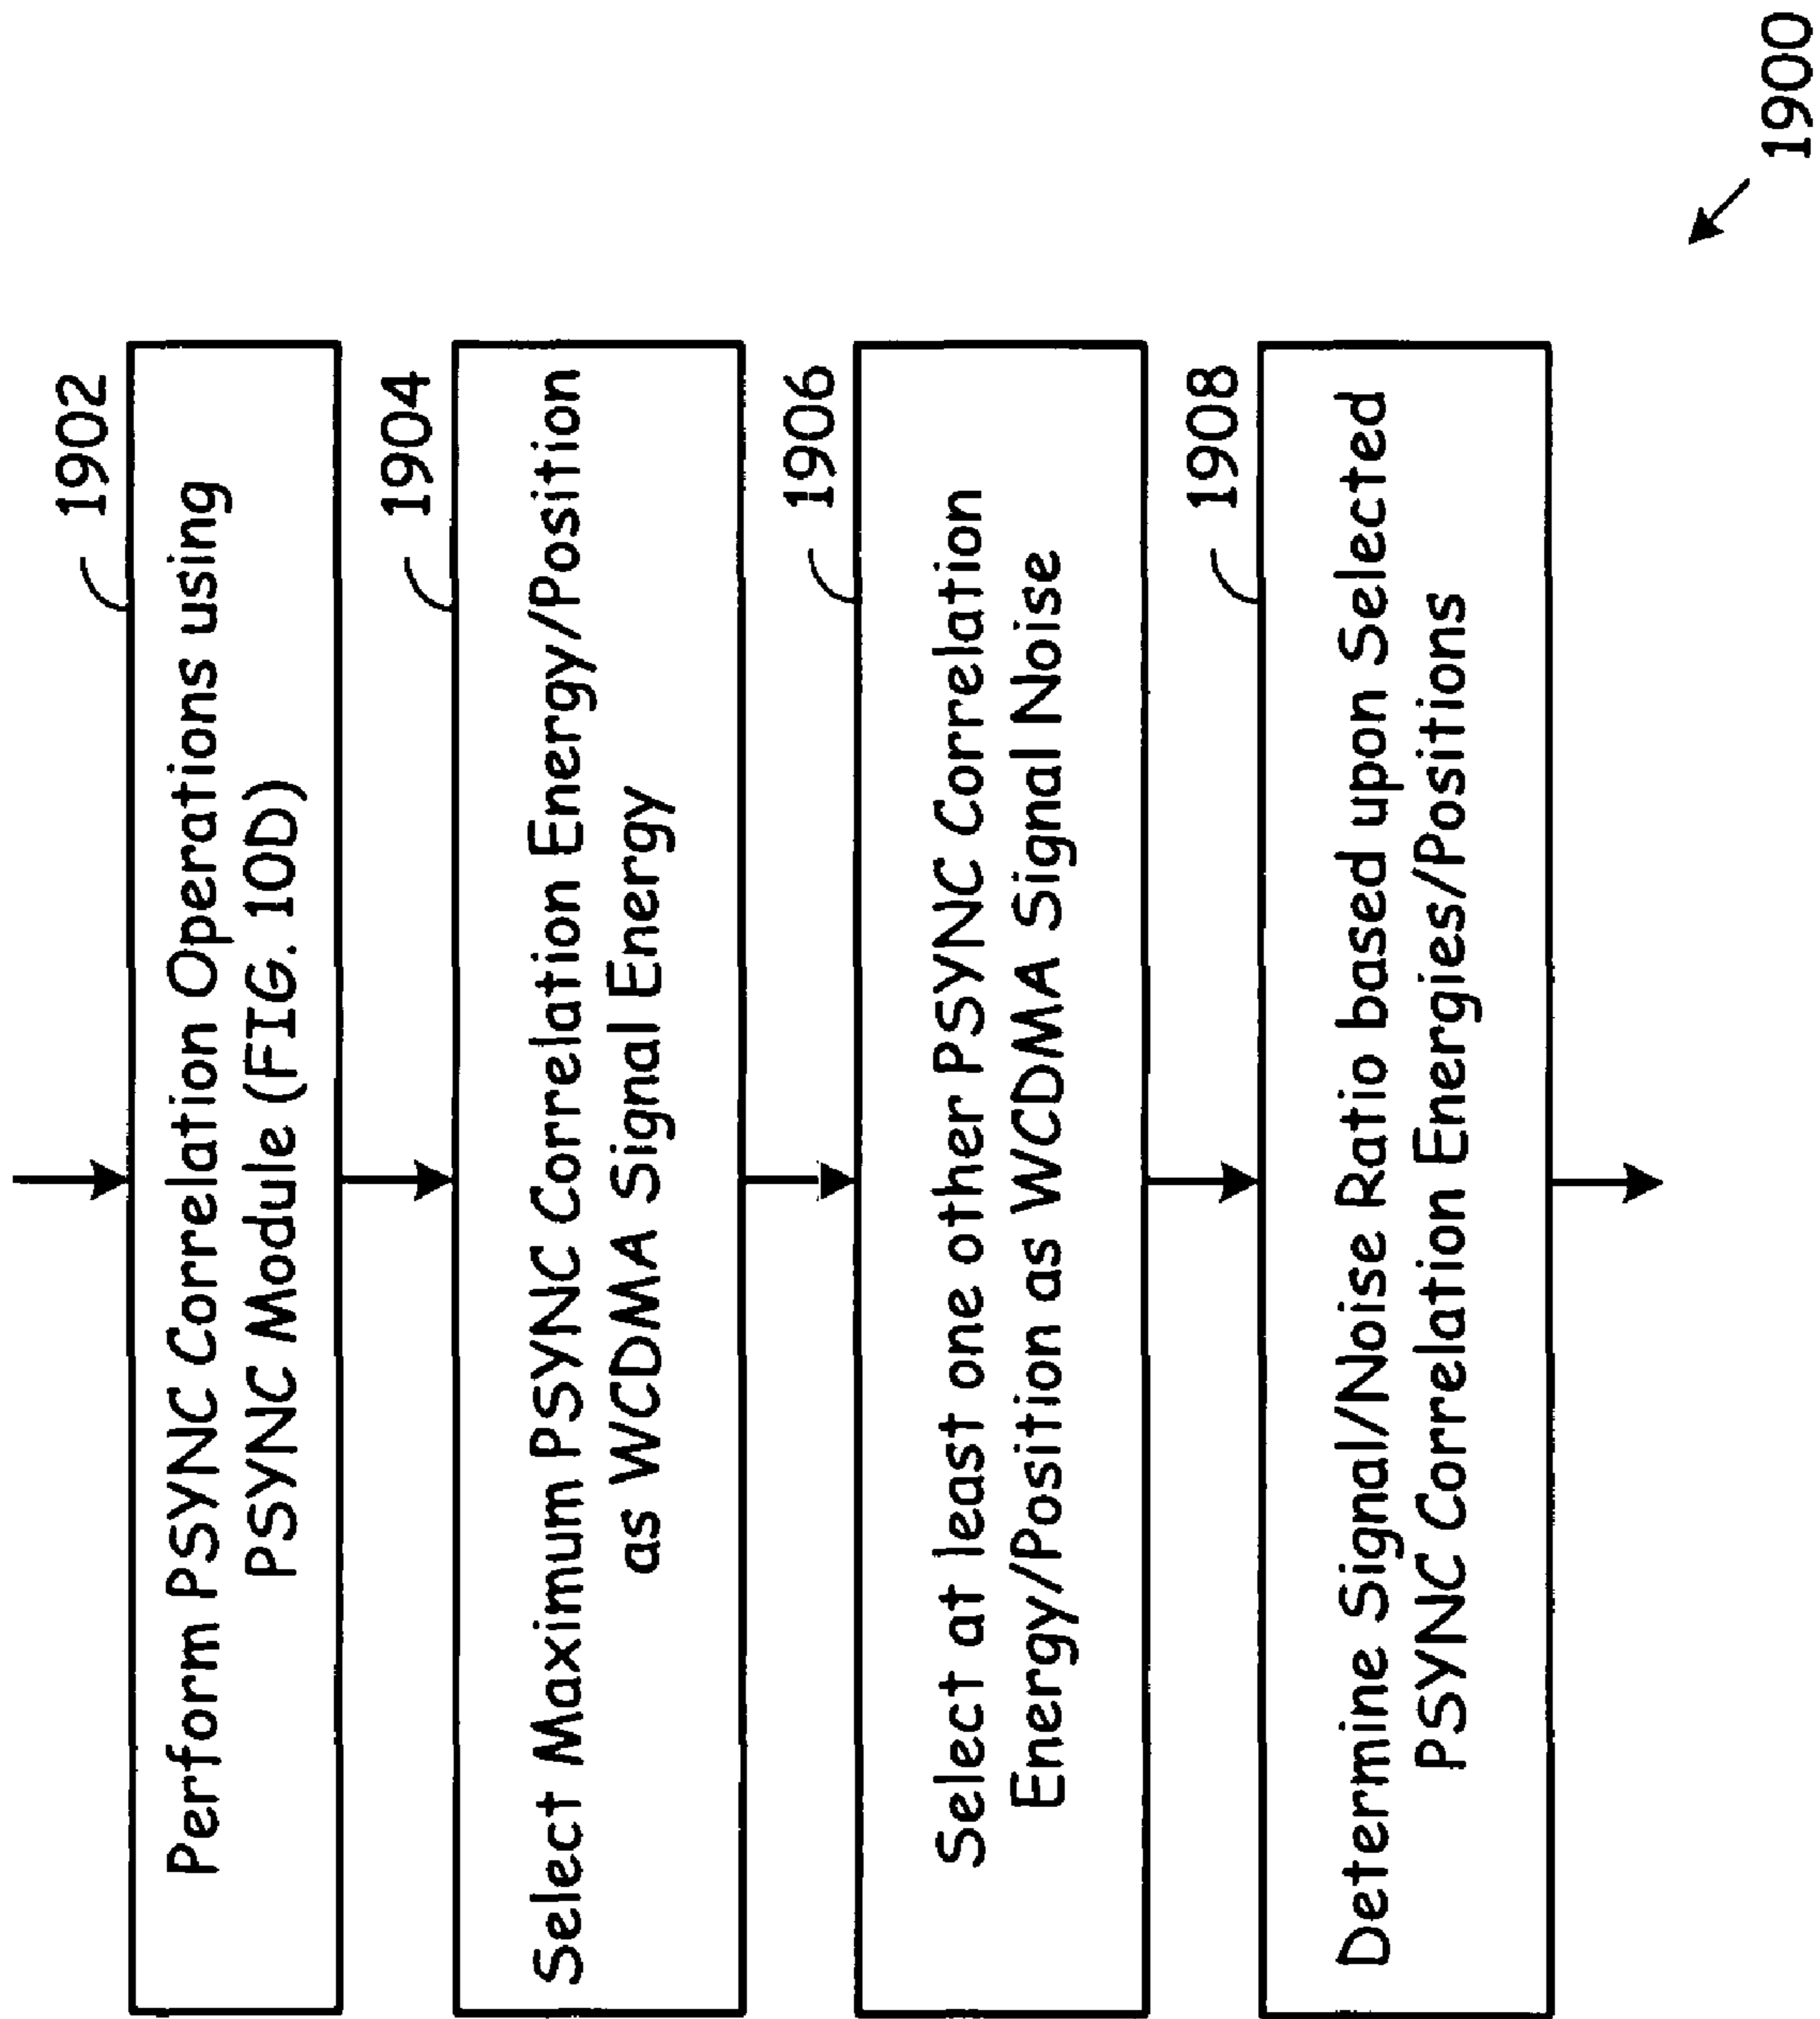 1902
Perform PSYNC Correlation Operations using
PSYNC Module (FIG. 10D)
1904
Select Maximum PSYNC Correlation Energy/Position
as WCDMA Signal Energy
1906
Select at least one other PSYNC Correlation
Energy/Position as WCDMA Signal Noise
1908
Determine Signal/Noise Ratio based upon Selected
PSYNC Correlation Energies/Positions
1900